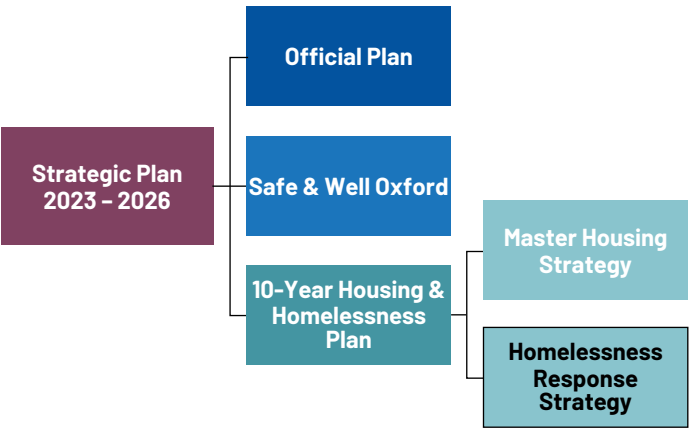 Official Plan
Strategic Plan
2023 – 2026
Safe & Well Oxford
10-Year Housing &
Homelessness
Plan
Master Housing
Strategy
Homelessness
Response
Strategy